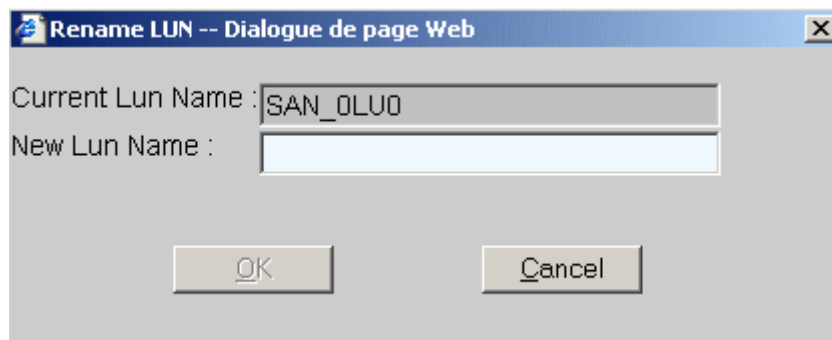 Rename LUN -- Dialogue de page Web
Current Lun Name : SAN_0LU0
New Lun Name :
OK Cancel